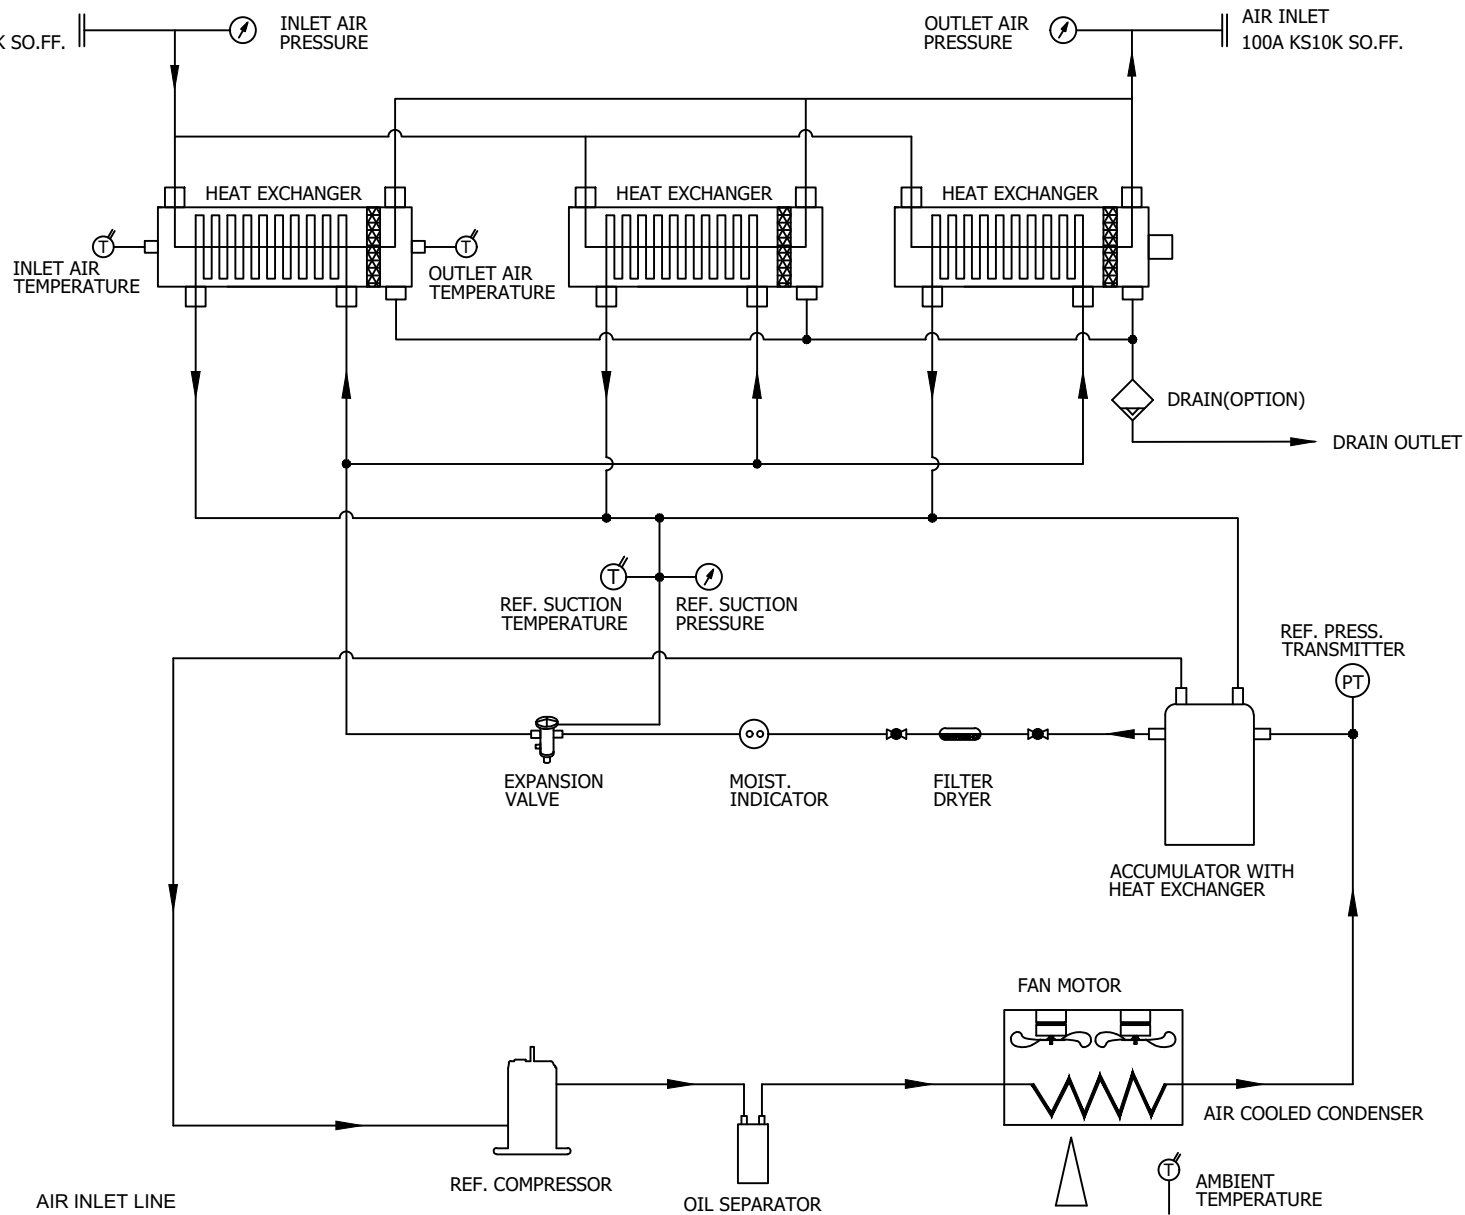 K SO.FF.
INLET AIR
PRESSURE
OUTLET AIR
PRESSURE
AIR INLET
100A KS10K SO.FF.
HEAT EXCHANGER
HEAT EXCHANGER
HEAT EXCHANGER
T
INLET AIR
TEMPERATURE
T
OUTLET AIR
TEMPERATURE
DRAIN(OPTION)
DRAIN OUTLET
T
REF. SUCTION
TEMPERATURE
REF. SUCTION
PRESSURE
REF. PRESS.
TRANSMITTER
PT
EXPANSION
VALVE
MOIST.
INDICATOR
FILTER
DRYER
ACCUMULATOR WITH
HEAT EXCHANGER
FAN MOTOR
AIR COOLED CONDENSER
REF. COMPRESSOR
OIL SEPARATOR
T
AMBIENT
TEMPERATURE
AIR INLET LINE